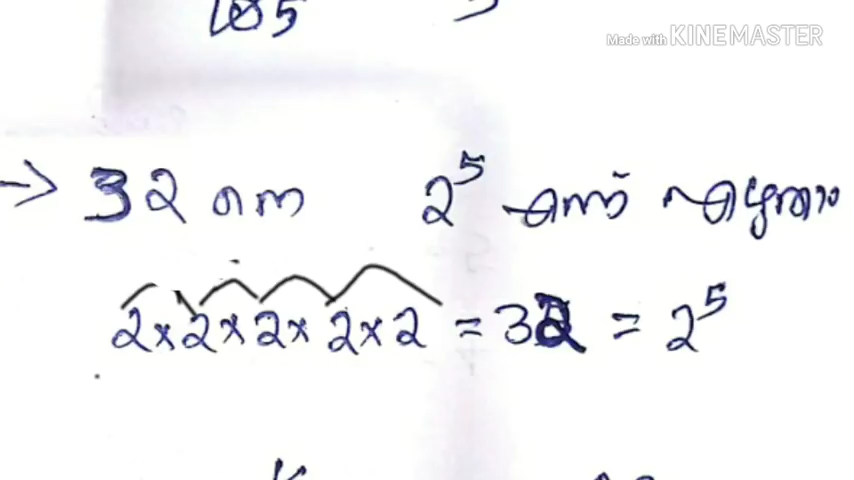 Made with KINEMASTER
→ 32 നെ 2⁵ എന്ന് എഴുതാം
2×2×2×2×2 = 32 = 2⁵